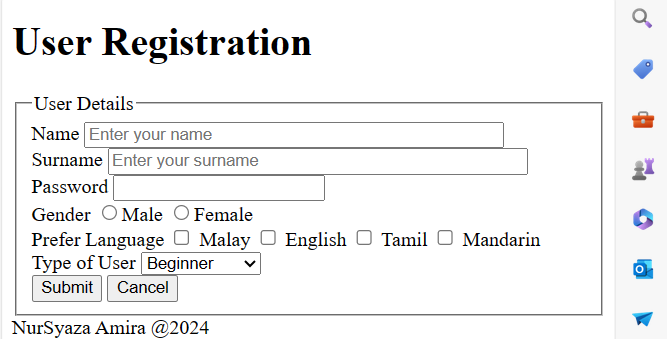 User Registration
User Details
Name Enter your name
Surname Enter your surname
Password
Gender Male Female
Prefer Language Malay English Tamil Mandarin
Type of User Beginner
Submit Cancel
NurSyaza Amira @2024